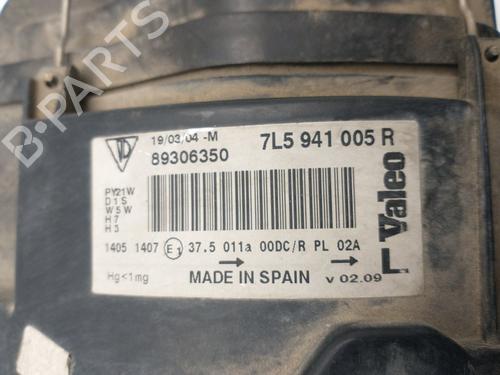 B-PARTS
19/03/04 -M
7L5 941 005 R
89306350
PY21W
D1S
W5W
H7
H3
Valeo
L
1405 1407 E1 37.5 011a 00DC/R PL 02A
Hg<1mg
MADE IN SPAIN
v 02.09